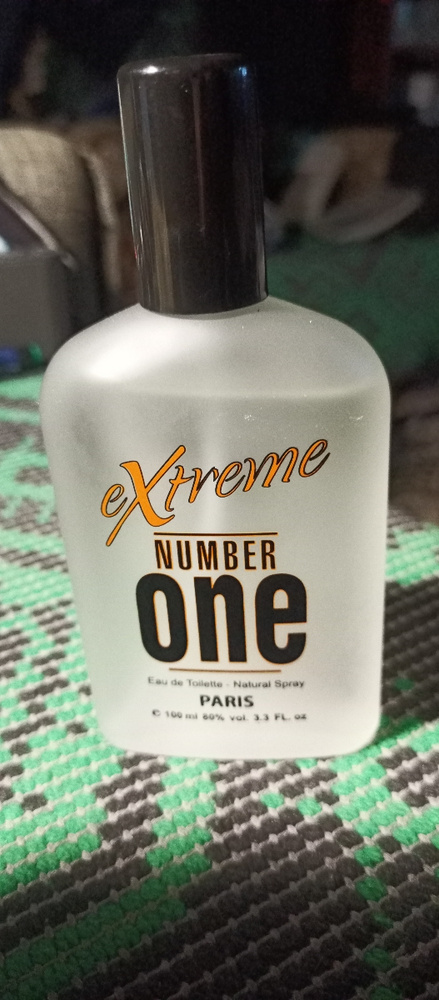 eXtreme
NUMBER
one
Eau de Toilette - Natural Spray
PARIS
℮ 100 ml 80% vol. 3.3 FL. oz